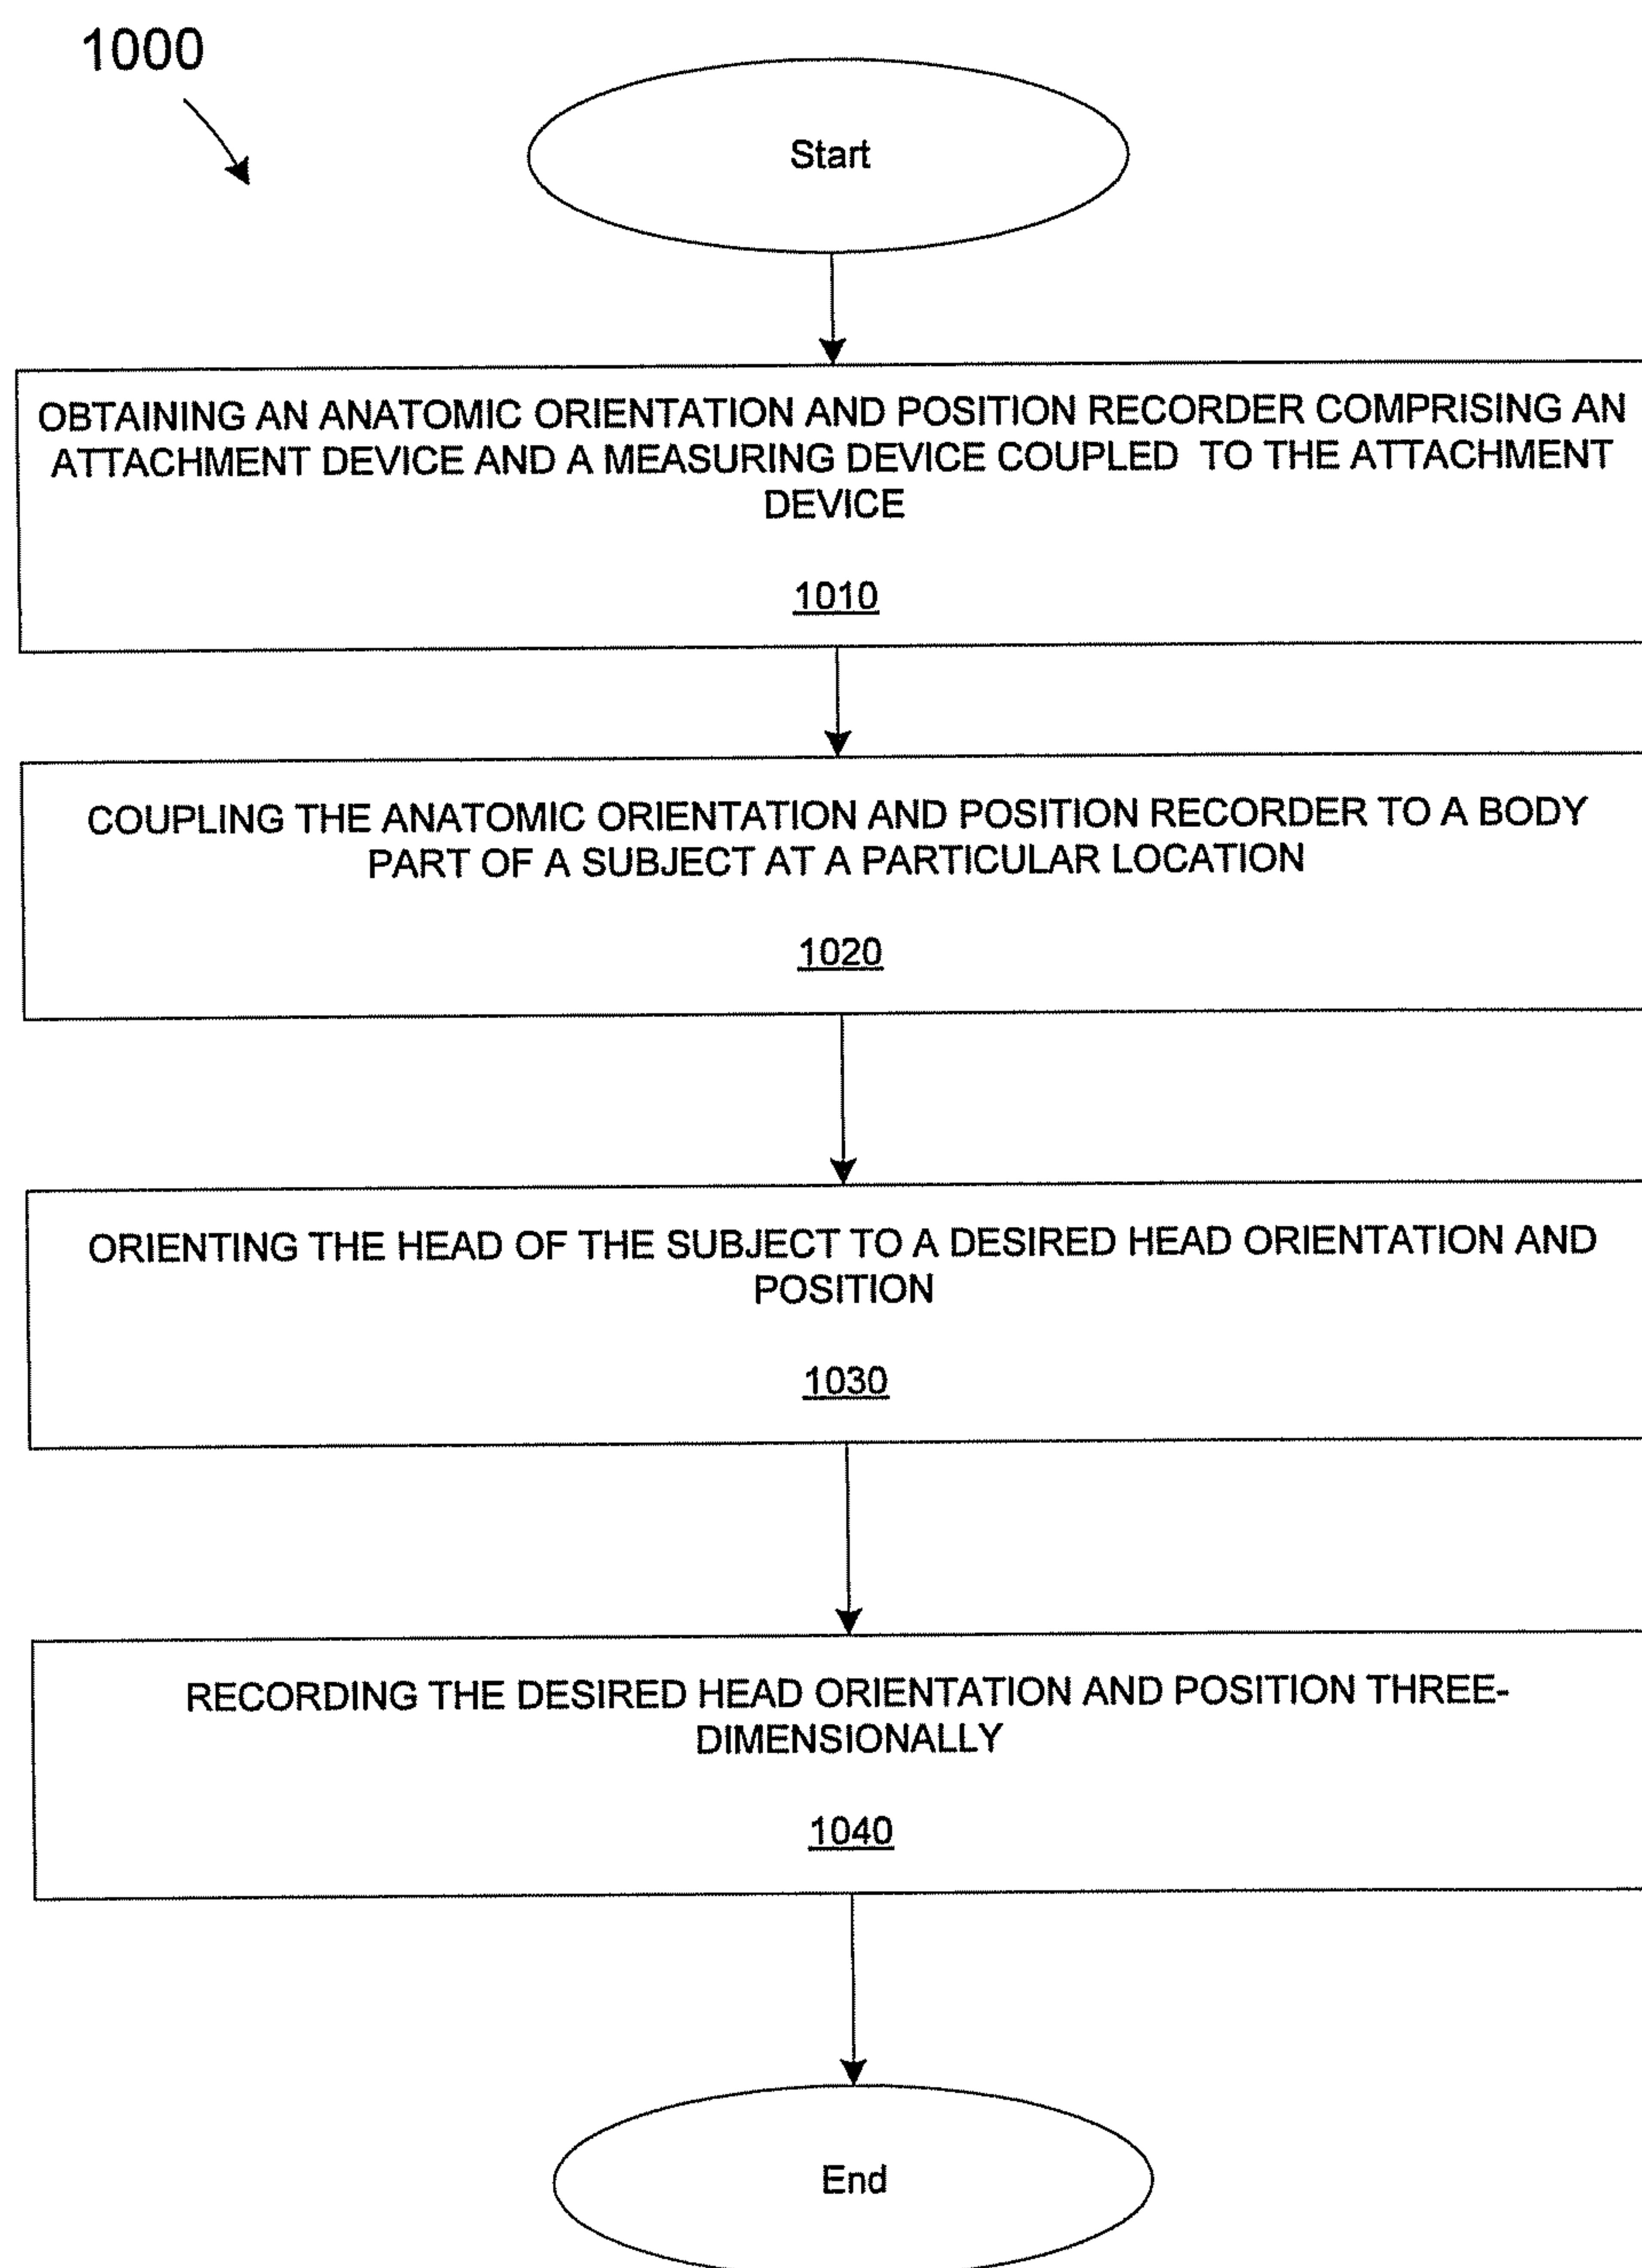 1000
Start
OBTAINING AN ANATOMIC ORIENTATION AND POSITION RECORDER COMPRISING AN
ATTACHMENT DEVICE AND A MEASURING DEVICE COUPLED TO THE ATTACHMENT
DEVICE
1010
COUPLING THE ANATOMIC ORIENTATION AND POSITION RECORDER TO A BODY
PART OF A SUBJECT AT A PARTICULAR LOCATION
1020
ORIENTING THE HEAD OF THE SUBJECT TO A DESIRED HEAD ORIENTATION AND
POSITION
1030
RECORDING THE DESIRED HEAD ORIENTATION AND POSITION THREE-
DIMENSIONALLY
1040
End